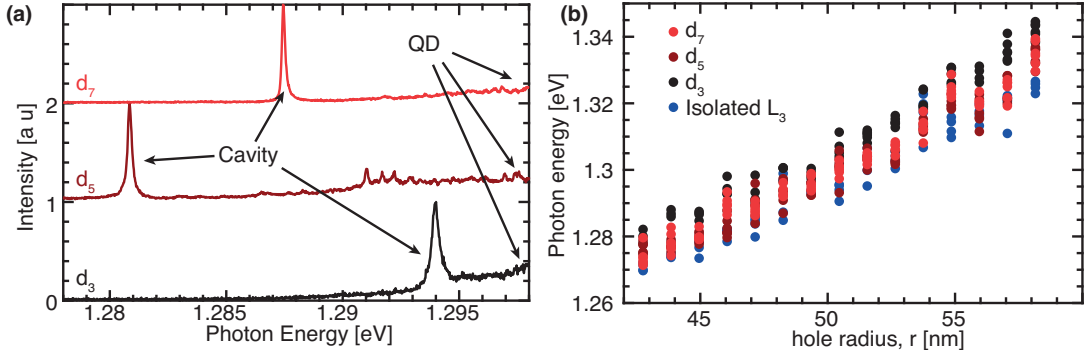 (a)
Intensity [a u]
2
1
0
d7
d5
d3
Cavity
QD
1.28
1.285
1.29
1.295
Photon Energy [eV]
(b)
Photon energy [eV]
1.34
1.32
1.3
1.28
1.26
d7
d5
d3
Isolated L3
45
50
55
hole radius, r [nm]